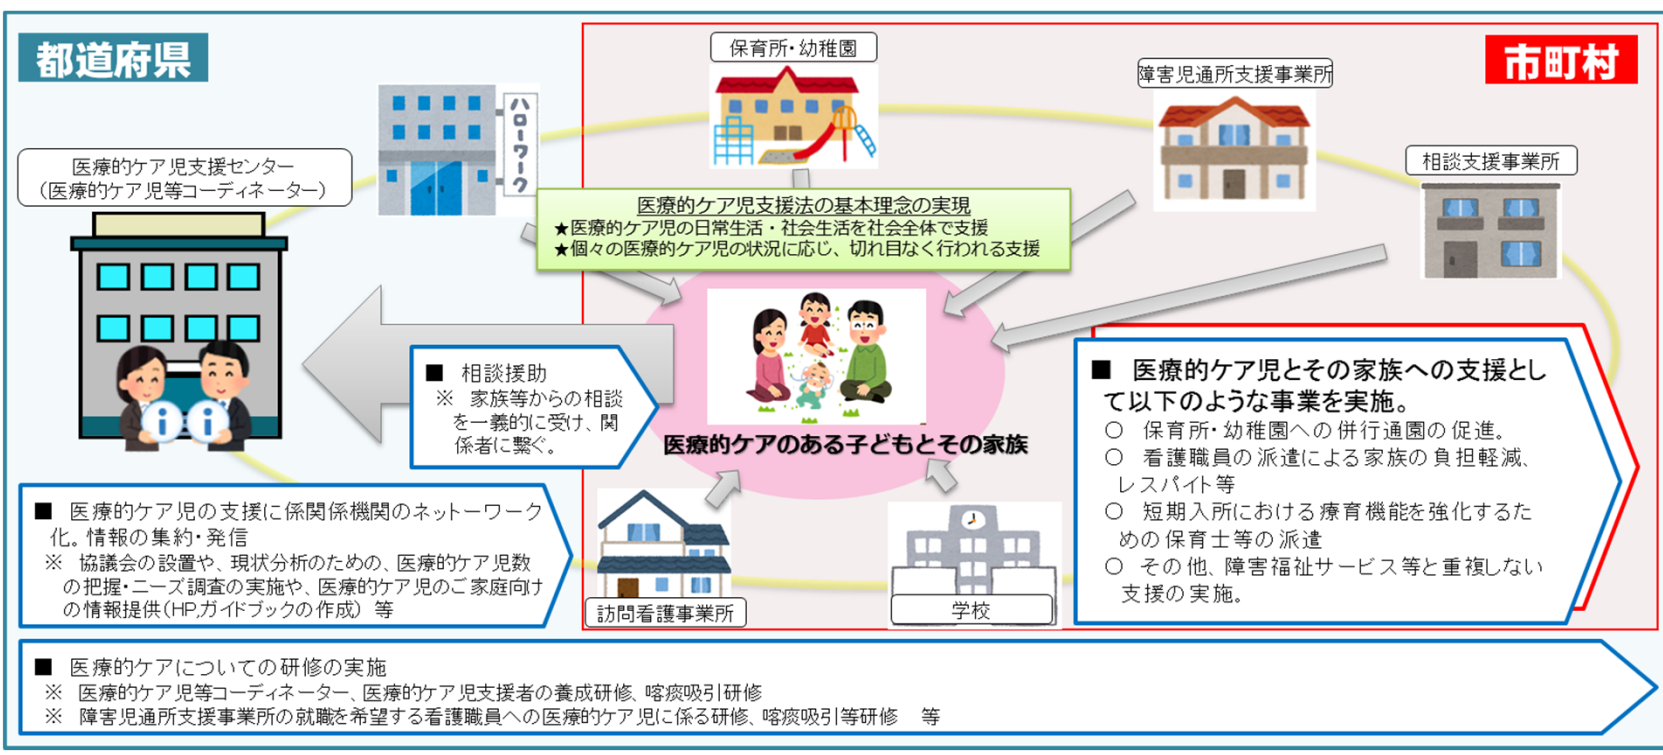 都道府県
市町村
保育所・幼稚園
障害児通所支援事業所
ハローワーク
相談支援事業所
医療的ケア児支援センター
（医療的ケア児等コーディネーター）
医療的ケア児支援法の基本理念の実現
★医療的ケア児の日常生活・社会生活を社会全体で支援
★個々の医療的ケア児の状況に応じ、切れ目なく行われる支援
■ 相談援助
※ 家族等からの相談
を一義的に受け、関
係者に繋ぐ。
医療的ケアのある子どもとその家族
■ 医療的ケア児とその家族への支援とし
て以下のような事業を実施。
○ 保育所・幼稚園への併行通園の促進。
○ 看護職員の派遣による家族の負担軽減、
レスパイト等
○ 短期入所における療育機能を強化するた
めの保育士等の派遣
○ その他、障害福祉サービス等と重複しない
支援の実施。
■ 医療的ケア児の支援に係関係機関のネットーワーク
化。情報の集約・発信
※ 協議会の設置や、現状分析のための、医療的ケア児数
の把握・ニーズ調査の実施や、医療的ケア児のご家庭向け
の情報提供（HP,ガイドブックの作成） 等
訪問看護事業所
学校
■ 医療的ケアについての研修の実施
※ 医療的ケア児等コーディネーター、医療的ケア児支援者の養成研修、喀痰吸引研修
※ 障害児通所支援事業所の就職を希望する看護職員への医療的ケア児に係る研修、喀痰吸引等研修 等